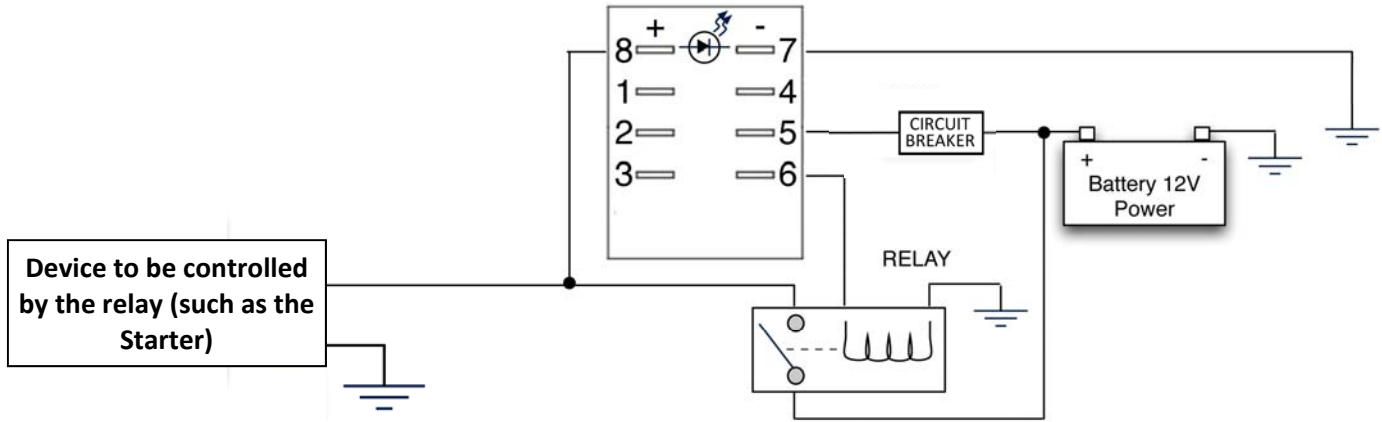 + -
8 7
1 4
2 5
3 6
CIRCUIT
BREAKER
+ -
Battery 12V
Power
RELAY
Device to be controlled
by the relay (such as the
Starter)